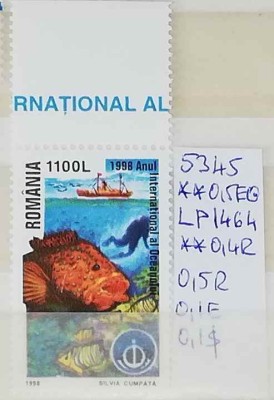 RNAȚIONAL AL
1100L
1998 Anul
Internațional al Oceanelor
ROMÂNIA
1998
SILVIA CUMPATA
5345
**0,5EG
LP1464
**0,4R
0,5R
0,1E
0,1$